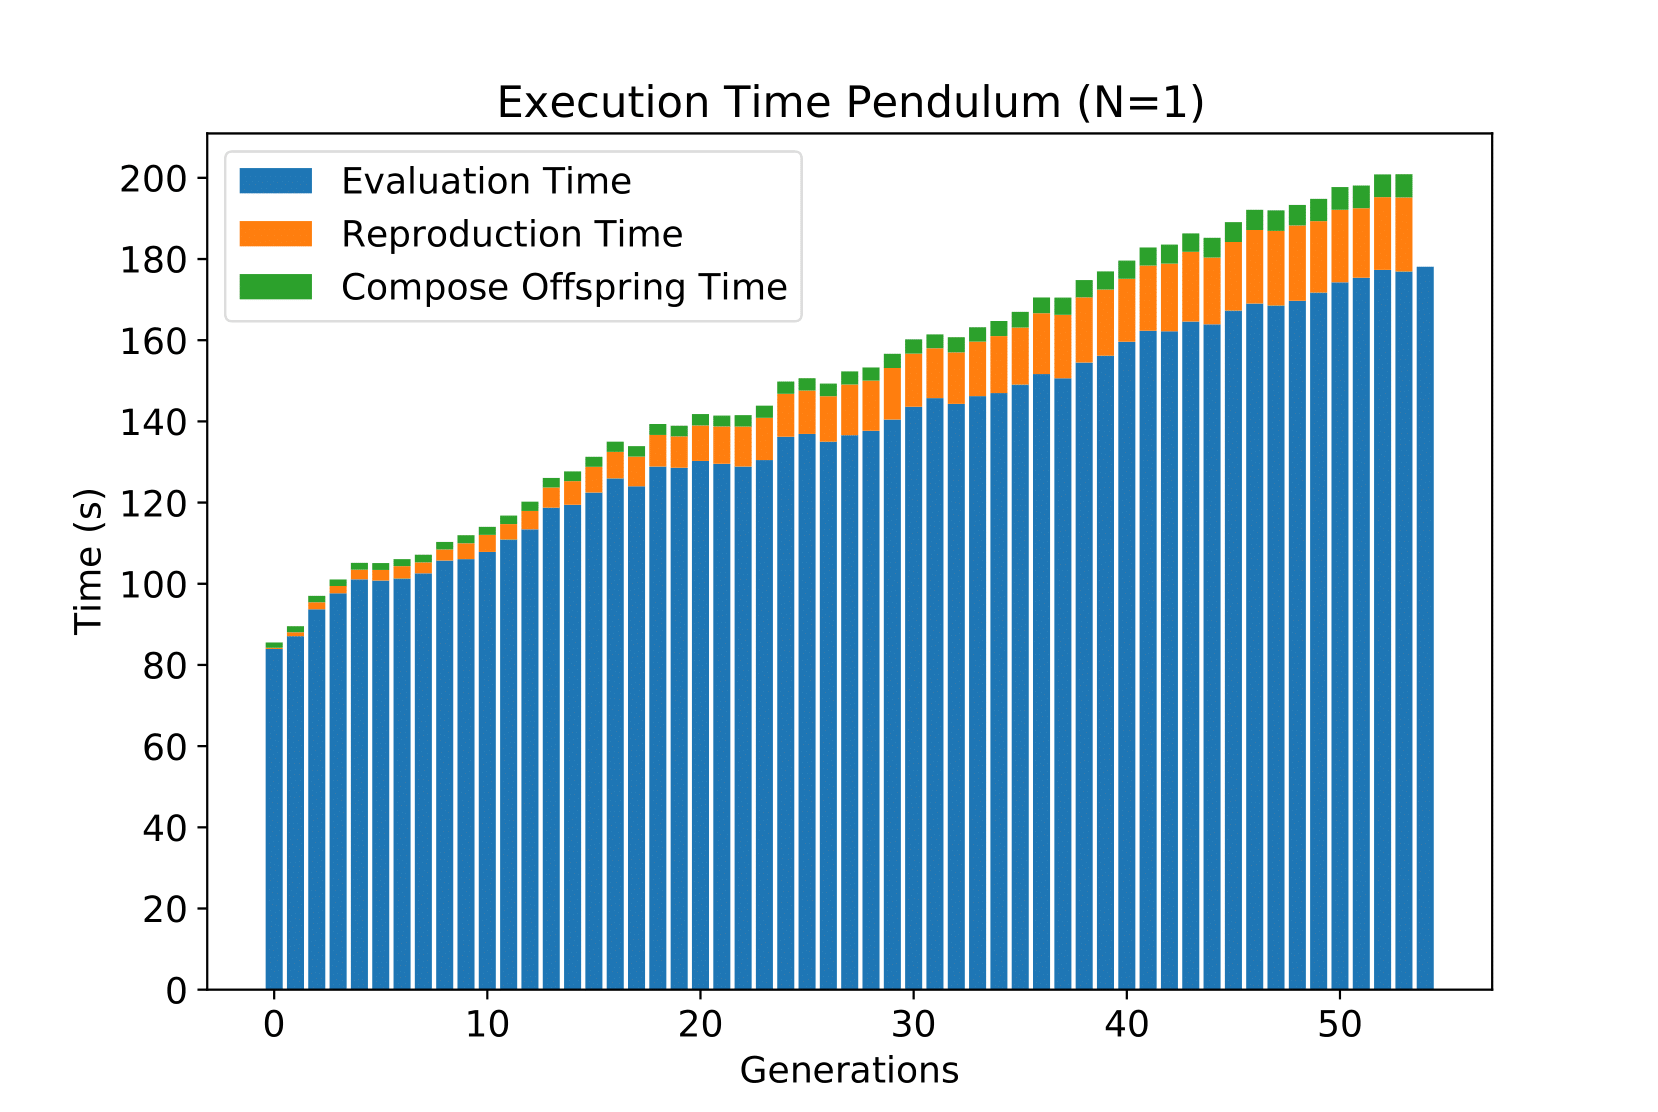 Execution Time Pendulum (N=1)
Evaluation Time
Reproduction Time
Compose Offspring Time
200
180
160
140
120
100
80
60
40
20
0
Time (s)
0 10 20 30 40 50
Generations